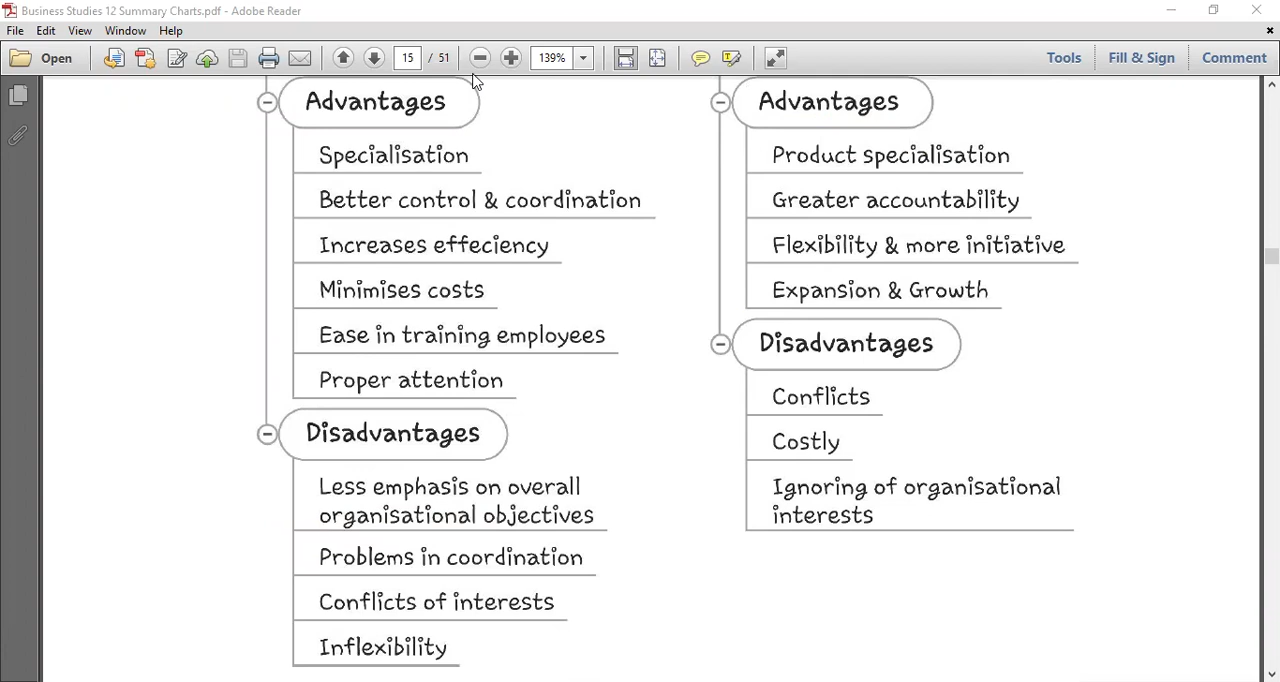 Business Studies 12 Summary Charts.pdf - Adobe Reader
File Edit View Window Help
Open 15 / 51 139% Tools Fill & Sign Comment
Advantages
Specialisation
Better control & coordination
Increases effeciency
Minimises costs
Ease in training employees
Proper attention
Disadvantages
Less emphasis on overall
organisational objectives
Problems in coordination
Conflicts of interests
Inflexibility
Advantages
Product specialisation
Greater accountability
Flexibility & more initiative
Expansion & Growth
Disadvantages
Conflicts
Costly
Ignoring of organisational
interests